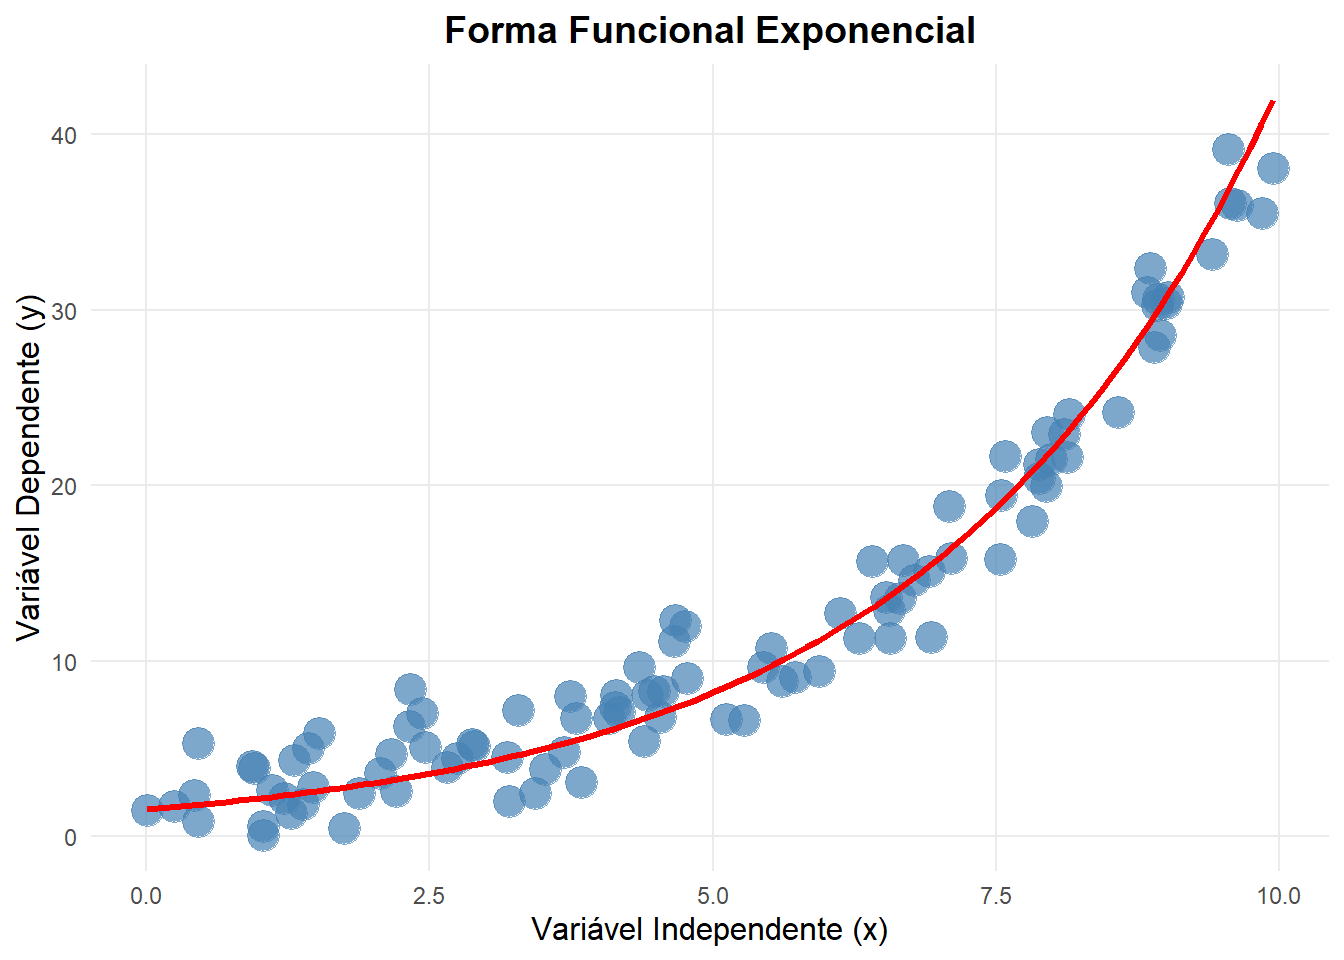 Forma Funcional Exponencial
Variável Dependente (y)
40
30
20
10
0
0.0 2.5 5.0 7.5 10.0
Variável Independente (x)